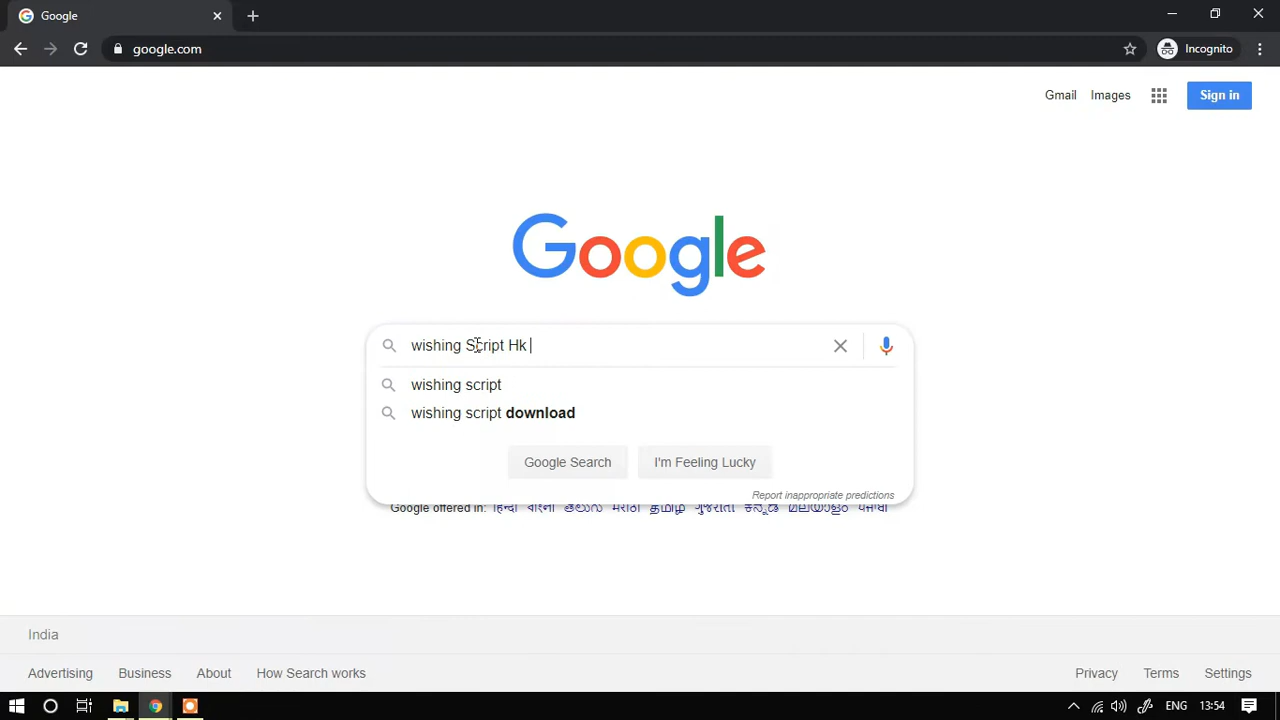 Google
google.com
Incognito
Gmail Images Sign in
Google
wishing Script Hk
wishing script
wishing script download
Google Search I'm Feeling Lucky
Report inappropriate predictions
Google offered in: हिन्दी বাংলা తెలుగు मराठी தமிழ் ગુજરાતી ಕನ್ನಡ മലയാളം ਪੰਜਾਬੀ
India
Advertising Business About How Search works Privacy Terms Settings
ENG 13:54